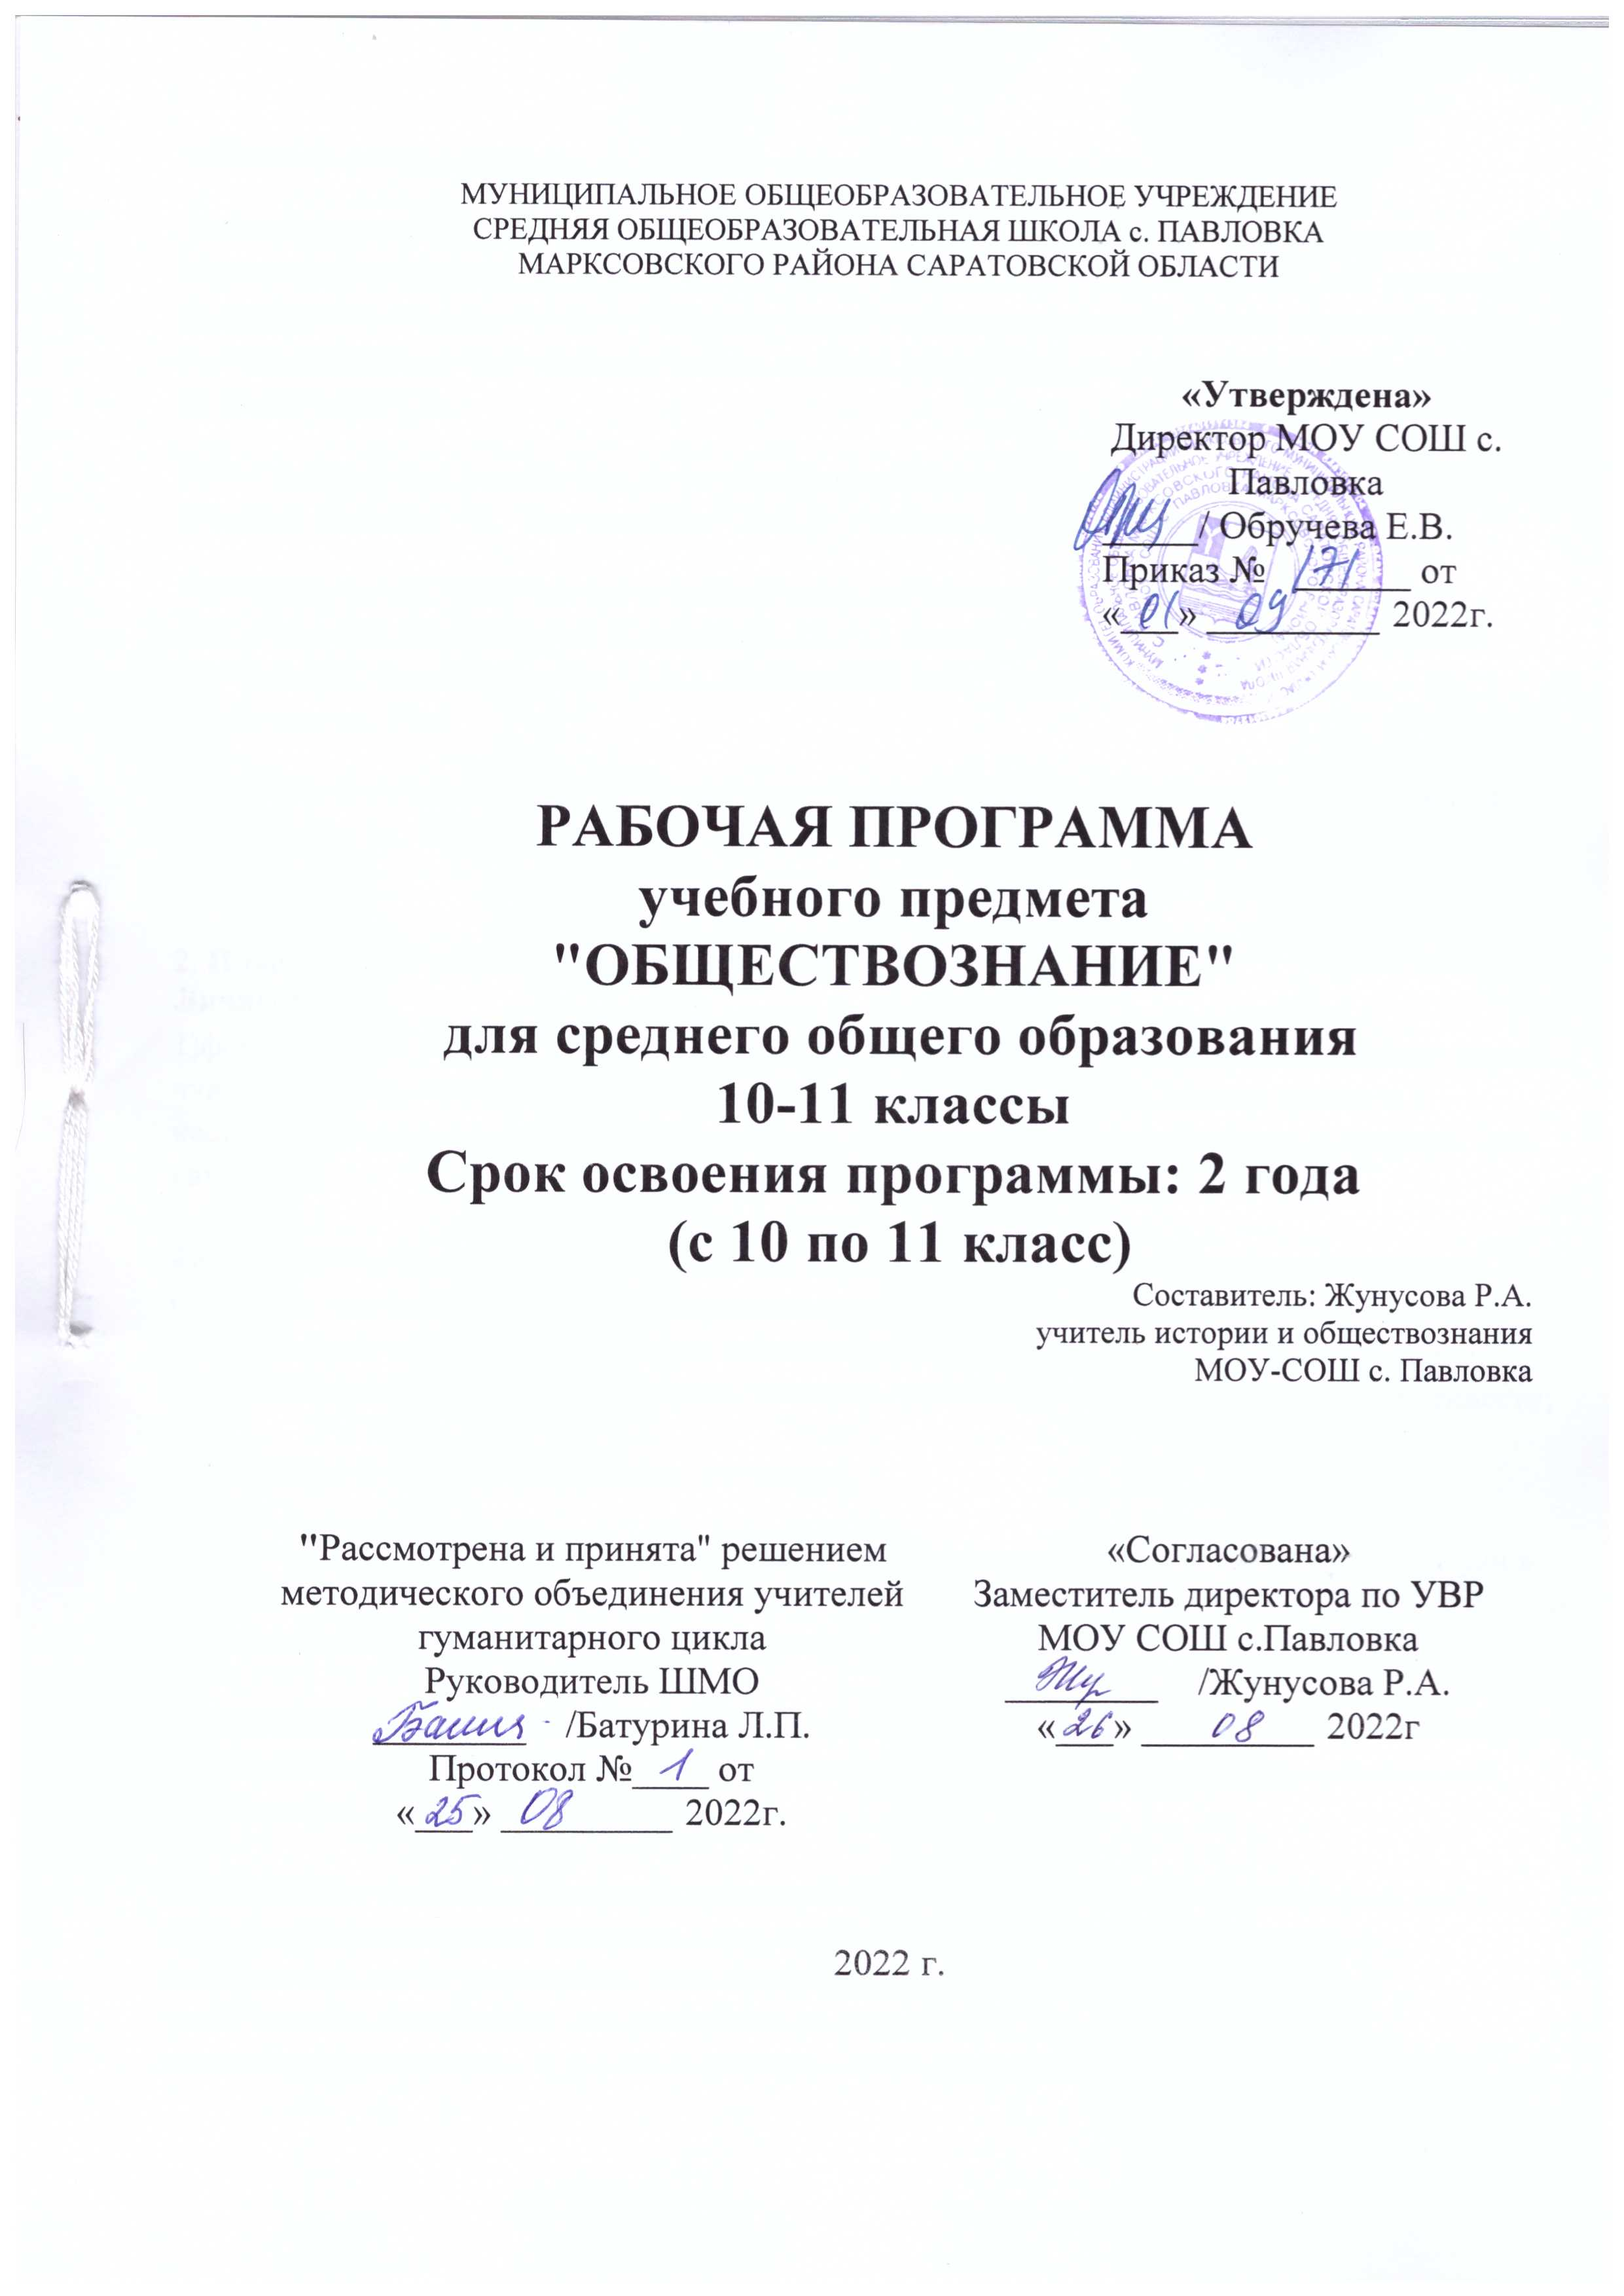 МУНИЦИПАЛЬНОЕ ОБЩЕОБРАЗОВАТЕЛЬНОЕ УЧРЕЖДЕНИЕ
СРЕДНЯЯ ОБЩЕОБРАЗОВАТЕЛЬНАЯ ШКОЛА с. ПАВЛОВКА
МАРКСОВСКОГО РАЙОНА САРАТОВСКОЙ ОБЛАСТИ
«Утверждена»
Директор МОУ СОШ с.
Павловка
/ Обручева Е.В.
Приказ № 171 от
«01» 09 2022г.
РАБОЧАЯ ПРОГРАММА
учебного предмета
"ОБЩЕСТВОЗНАНИЕ"
для среднего общего образования
10-11 классы
Срок освоения программы: 2 года
(с 10 по 11 класс)
Составитель: Жунусова Р.А.
учитель истории и обществознания
МОУ-СОШ с. Павловка
"Рассмотрена и принята" решением
методического объединения учителей
гуманитарного цикла
Руководитель ШМО
/Батурина Л.П.
Протокол № 1 от
«25» 08 2022г.
«Согласована»
Заместитель директора по УВР
МОУ СОШ с.Павловка
/Жунусова Р.А.
«26» 08 2022г
2022 г.